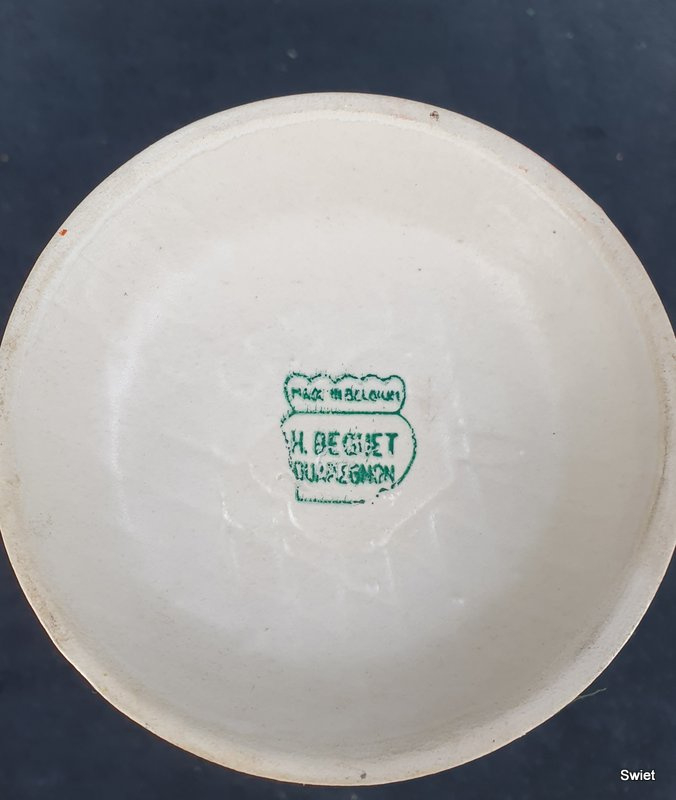 MADE IN BELGIUM
H. BEQUET
QUAREGNON
Swiet